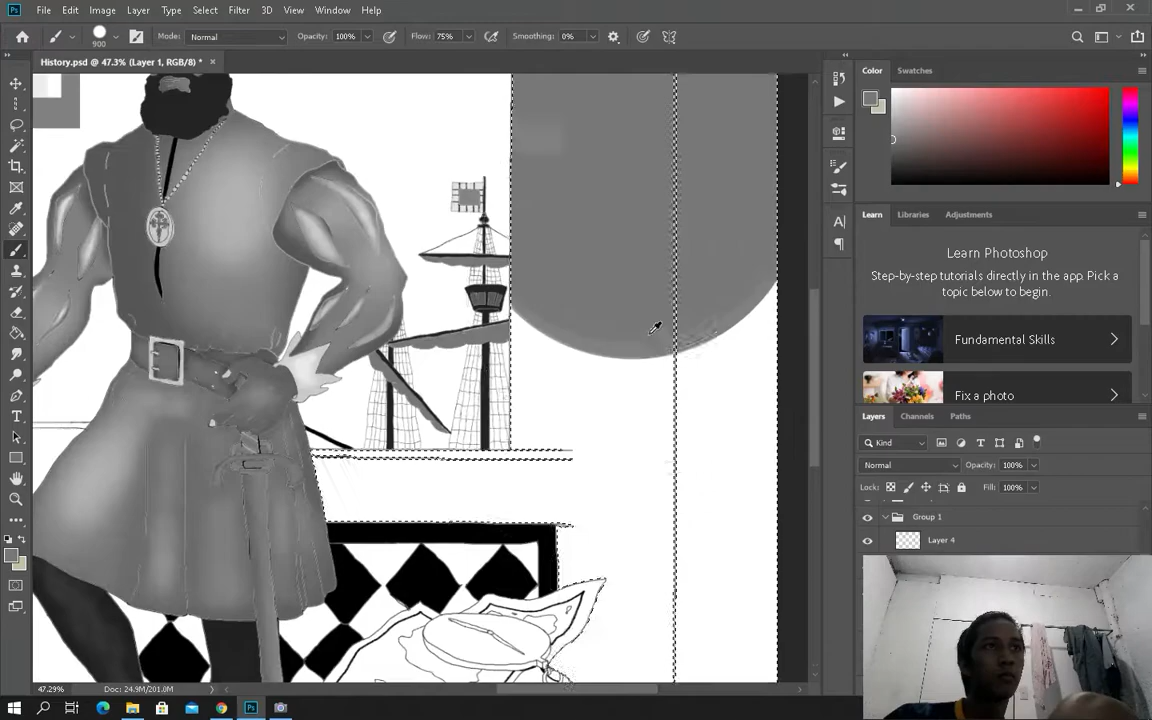 Ps File Edit Image Layer Type Select Filter 3D View Window Help
900 Mode: Normal Opacity: 100% Flow: 75% Smoothing: 0%
History.psd @ 47.3% (Layer 1, RGB/8) * ×
Color Swatches
Learn Libraries Adjustments
Learn Photoshop
Step-by-step tutorials directly in the app. Pick a
topic below to begin.
Fundamental Skills
Fix a photo
Layers Channels Paths
Kind
Normal Opacity: 100%
Lock: Fill: 100%
Group 1
Layer 4
47.29% Doc: 24.9M/201.0M